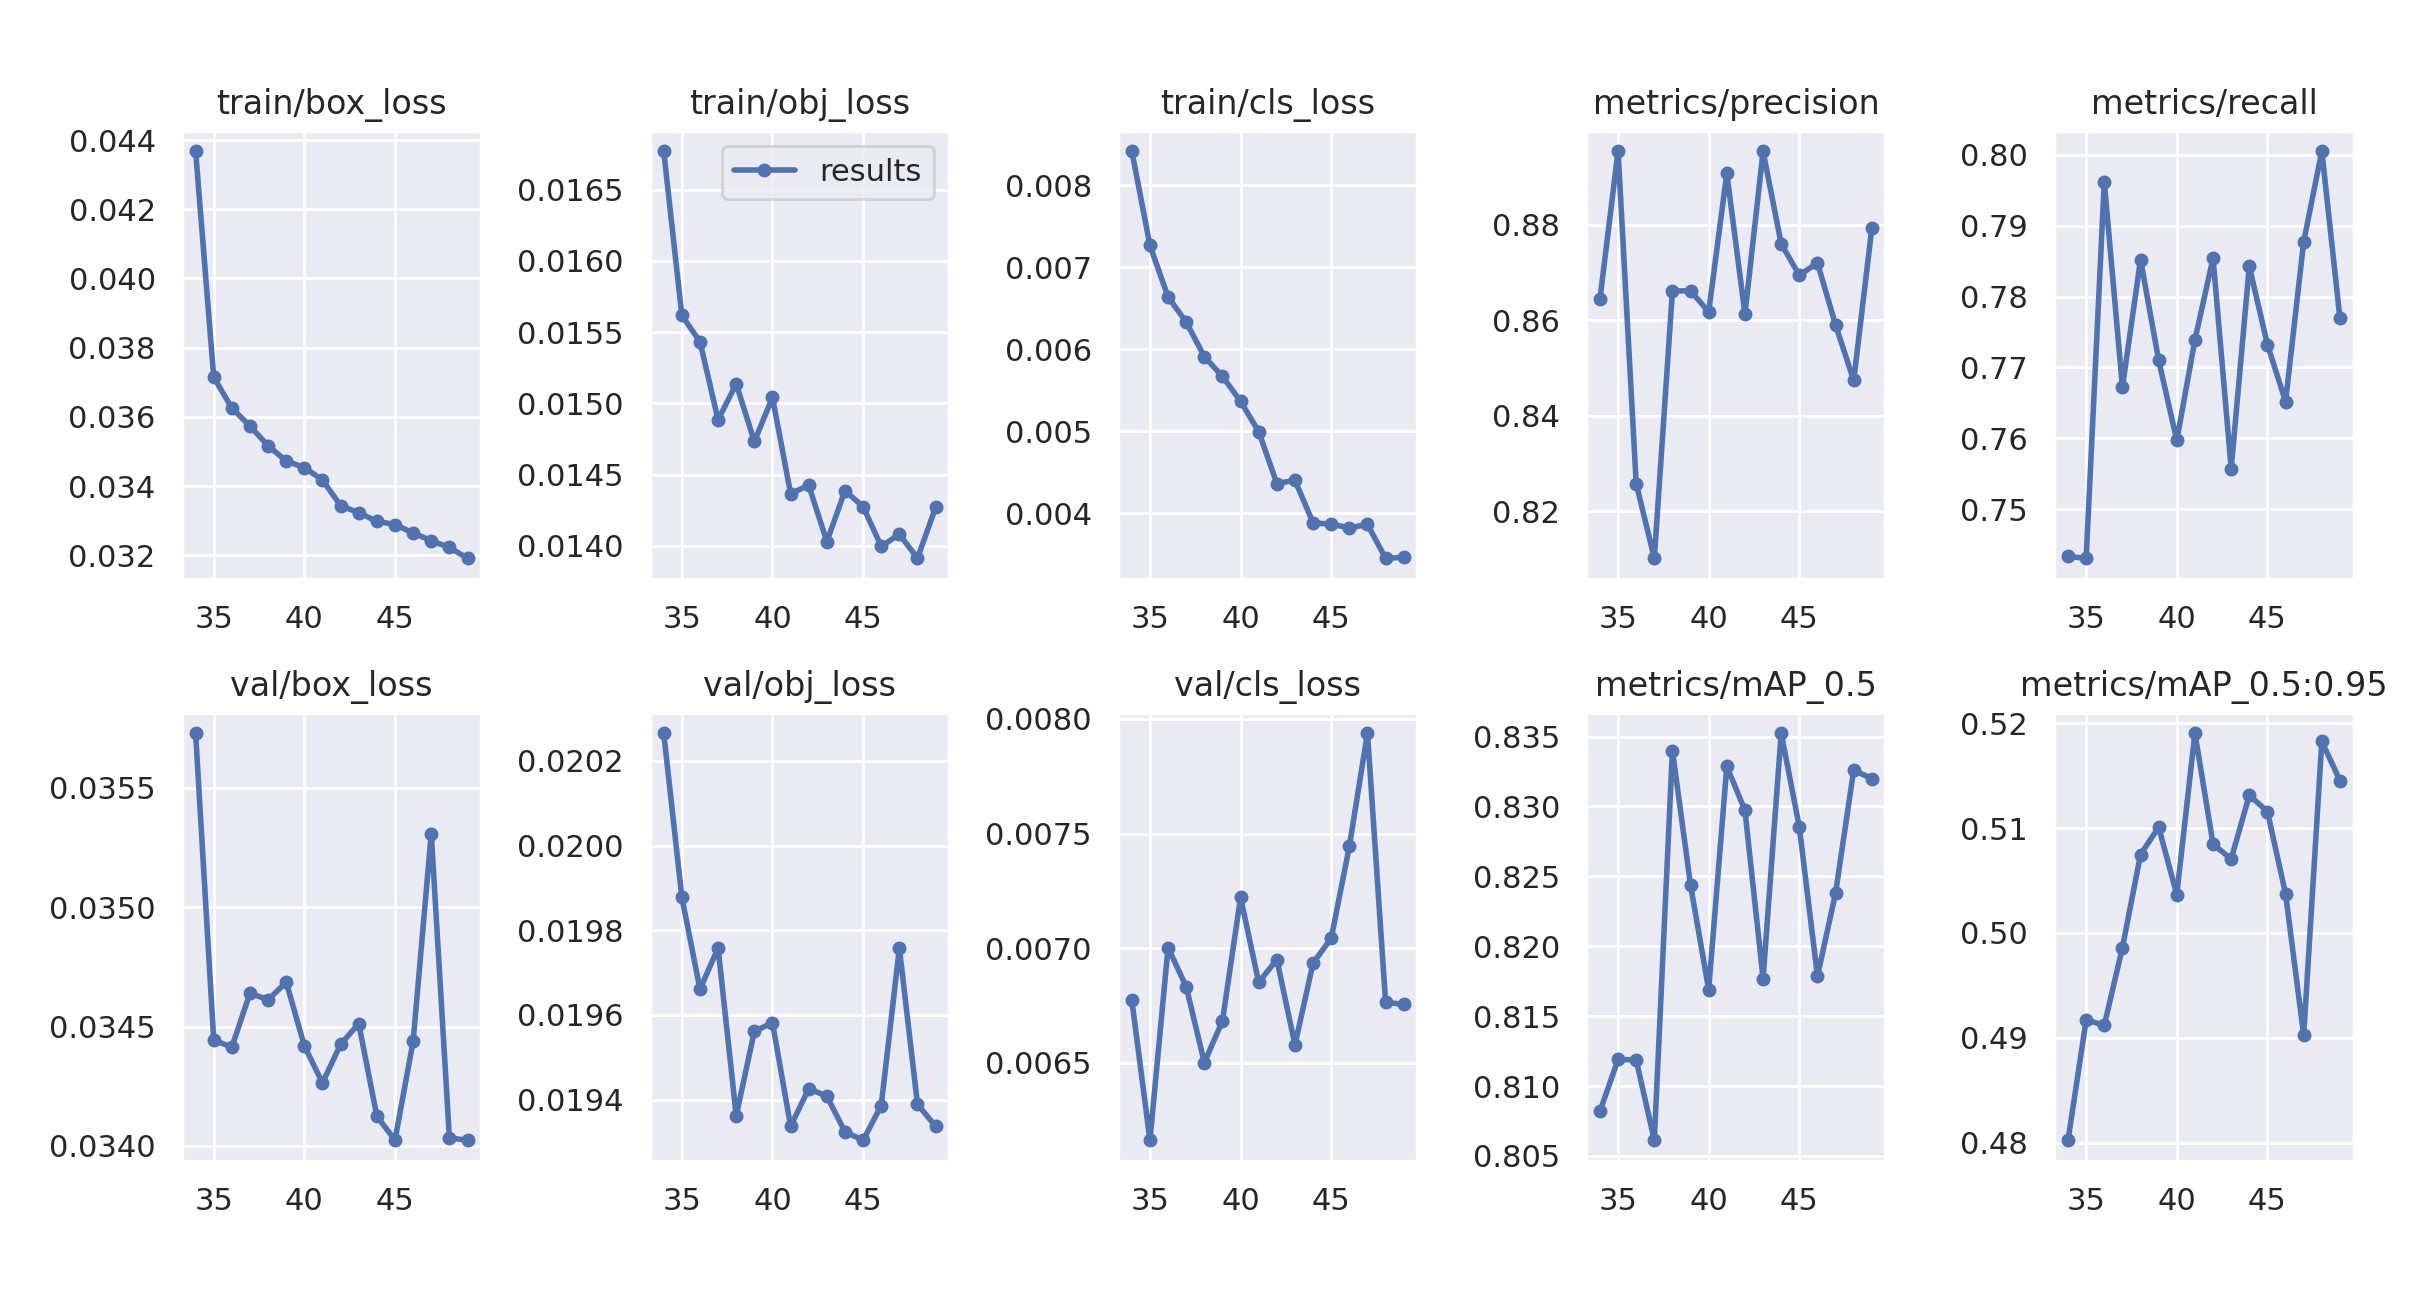 train/box_loss
train/obj_loss
train/cls_loss
metrics/precision
metrics/recall
0.044
0.042
0.040
0.038
0.036
0.034
0.032
35 40 45
results
0.0165
0.0160
0.0155
0.0150
0.0145
0.0140
35 40 45
0.008
0.007
0.006
0.005
0.004
35 40 45
0.88
0.86
0.84
0.82
35 40 45
0.80
0.79
0.78
0.77
0.76
0.75
35 40 45
val/box_loss
val/obj_loss
val/cls_loss
metrics/mAP_0.5
metrics/mAP_0.5:0.95
0.0355
0.0350
0.0345
0.0340
35 40 45
0.0202
0.0200
0.0198
0.0196
0.0194
35 40 45
0.0080
0.0075
0.0070
0.0065
35 40 45
0.835
0.830
0.825
0.820
0.815
0.810
0.805
35 40 45
0.52
0.51
0.50
0.49
0.48
35 40 45